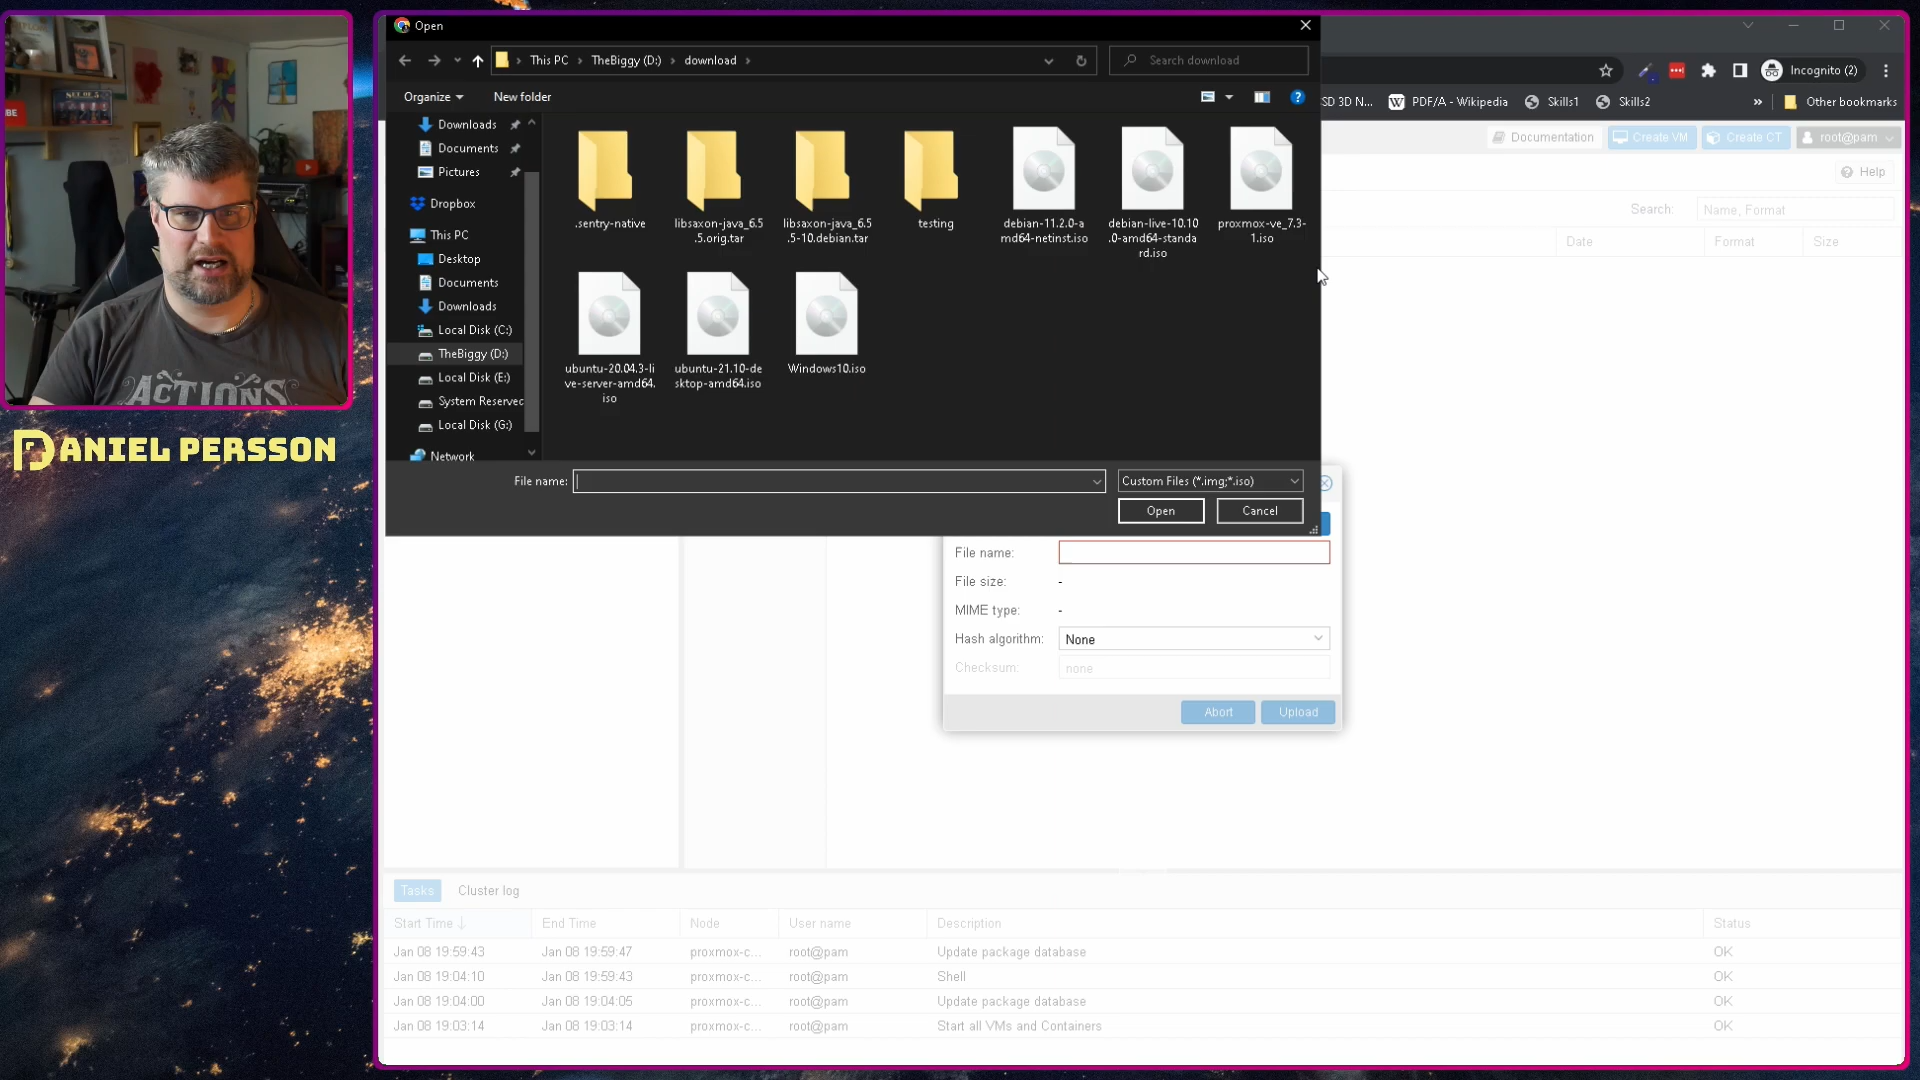 Open
This PC
TheBiggy (D:)
download
Search download
Organize
New folder
Downloads
Documents
Pictures
Dropbox
This PC
Desktop
Documents
Downloads
Local Disk (C:)
TheBiggy (D:)
Local Disk (E:)
System Reserved
Local Disk (G:)
Network
.sentry-native
libsaxon-java_6.5
.5.orig.tar
libsaxon-java_6.5
.5-10.debian.tar
testing
debian-11.2.0-a
md64-netinst.iso
debian-live-10.10
.0-amd64-standa
rd.iso
proxmox-ve_7.3-
1.iso
ubuntu-20.04.3-li
ve-server-amd64.
iso
ubuntu-21.10-de
sktop-amd64.iso
Windows10.iso
File name:
Custom Files (*.img;*.iso)
Open
Cancel
Incognito (2)
SD 3D N...
W PDF/A - Wikipedia
Skills1
Skills2
»
Other bookmarks
Documentation
Create VM
Create CT
root@pam
Help
Search:
Name, Format
Date
Format
Size
File name:
File size:
-
MIME type:
-
Hash algorithm:
None
Checksum:
none
Abort
Upload
ACTIONS
DANIEL PERSSON
Tasks
Cluster log
Start Time
End Time
Node
User name
Description
Status
Jan 08 19:59:43 Jan 08 19:59:47 proxmox-c... root@pam Update package database OK
Jan 08 19:04:10 Jan 08 19:59:43 proxmox-c... root@pam Shell OK
Jan 08 19:04:00 Jan 08 19:04:05 proxmox-c... root@pam Update package database OK
Jan 08 19:03:14 Jan 08 19:03:14 proxmox-c... root@pam Start all VMs and Containers OK